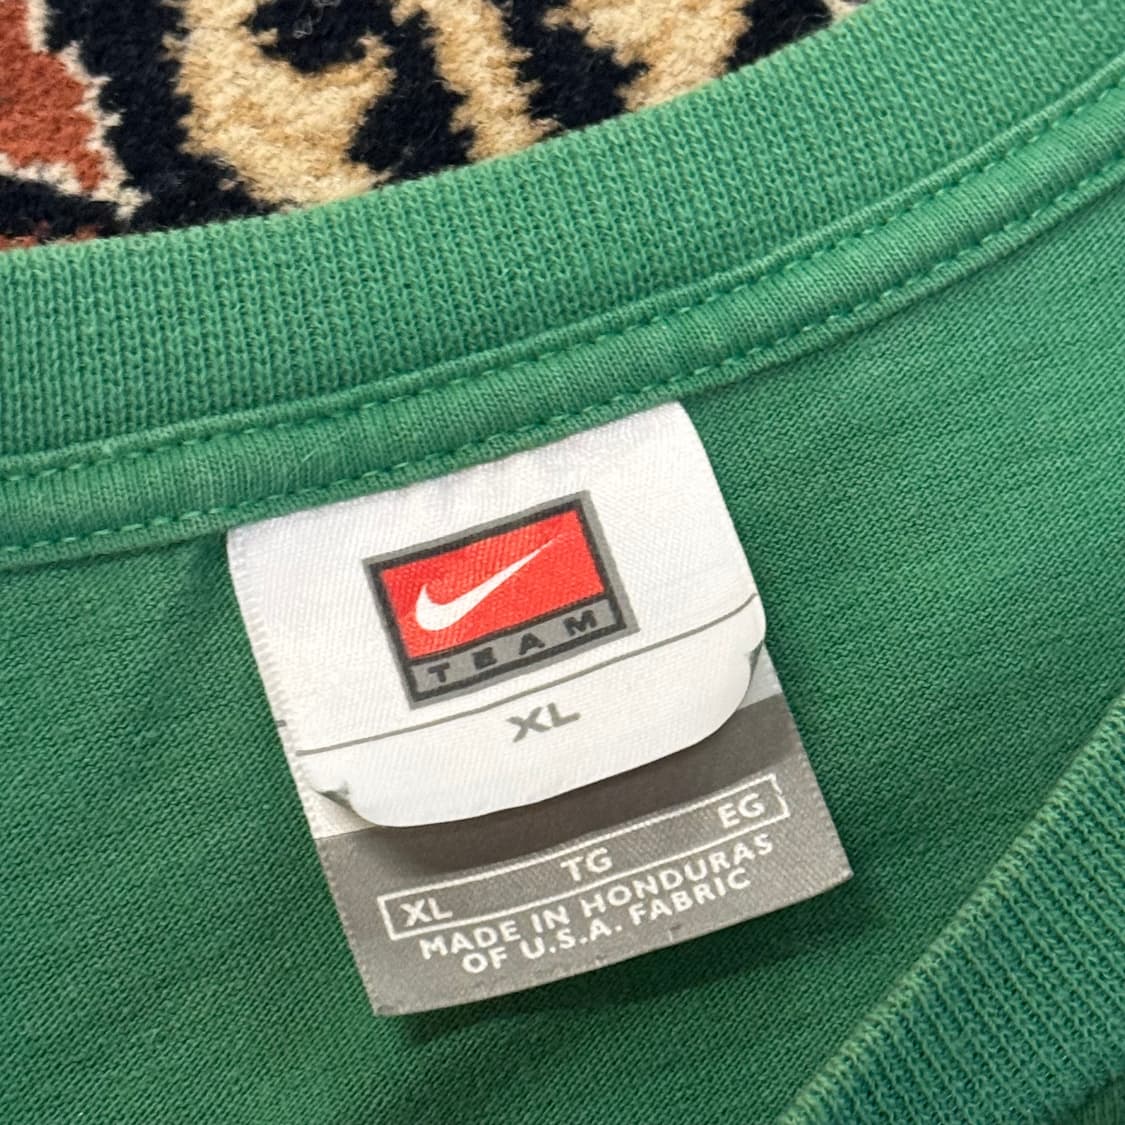 TEAM
XL
XL TG EG
MADE IN HONDURAS
OF U.S.A. FABRIC